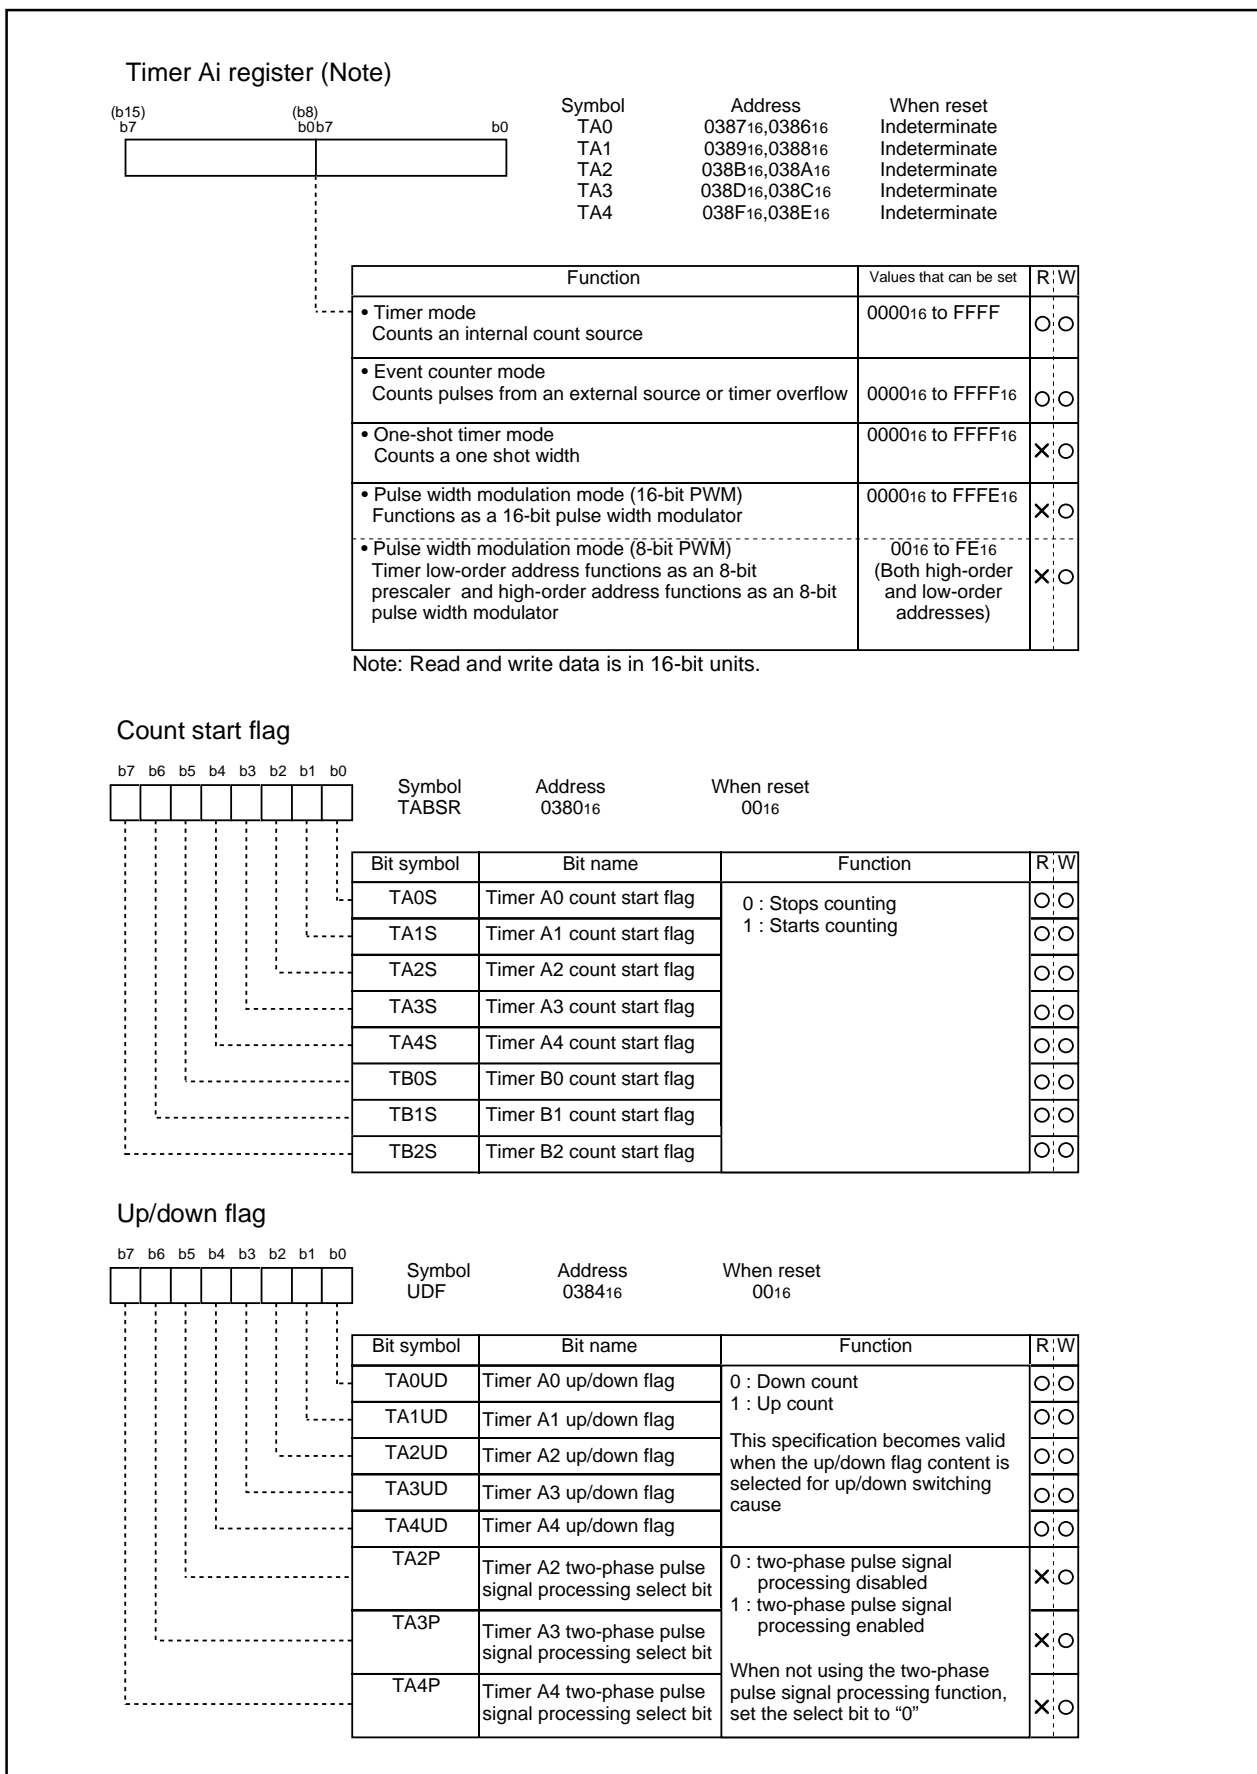 Timer Ai register (Note)
(b15) (b8)
b7 b0 b7 b0
Symbol Address When reset
TA0 038716,038616 Indeterminate
TA1 038916,038816 Indeterminate
TA2 038B16,038A16 Indeterminate
TA3 038D16,038C16 Indeterminate
TA4 038F16,038E16 Indeterminate
Function Values that can be set R W
• Timer mode 000016 to FFFF
Counts an internal count source
• Event counter mode
Counts pulses from an external source or timer overflow 000016 to FFFF16
• One-shot timer mode 000016 to FFFF16
Counts a one shot width
• Pulse width modulation mode (16-bit PWM) 000016 to FFFE16
Functions as a 16-bit pulse width modulator
• Pulse width modulation mode (8-bit PWM) 0016 to FE16
Timer low-order address functions as an 8-bit (Both high-order
prescaler and high-order address functions as an 8-bit and low-order
pulse width modulator addresses)
Note: Read and write data is in 16-bit units.
Count start flag
b7 b6 b5 b4 b3 b2 b1 b0
Symbol Address When reset
TABSR 038016 0016
Bit symbol Bit name Function R W
TA0S Timer A0 count start flag 0 : Stops counting
TA1S Timer A1 count start flag 1 : Starts counting
TA2S Timer A2 count start flag
TA3S Timer A3 count start flag
TA4S Timer A4 count start flag
TB0S Timer B0 count start flag
TB1S Timer B1 count start flag
TB2S Timer B2 count start flag
Up/down flag
b7 b6 b5 b4 b3 b2 b1 b0
Symbol Address When reset
UDF 038416 0016
Bit symbol Bit name Function R W
TA0UD Timer A0 up/down flag 0 : Down count
1 : Up count
TA1UD Timer A1 up/down flag
This specification becomes valid
TA2UD Timer A2 up/down flag when the up/down flag content is
TA3UD Timer A3 up/down flag selected for up/down switching
cause
TA4UD Timer A4 up/down flag
TA2P Timer A2 two-phase pulse 0 : two-phase pulse signal
signal processing select bit processing disabled
1 : two-phase pulse signal
TA3P Timer A3 two-phase pulse processing enabled
signal processing select bit
When not using the two-phase
TA4P Timer A4 two-phase pulse pulse signal processing function,
signal processing select bit set the select bit to “0”